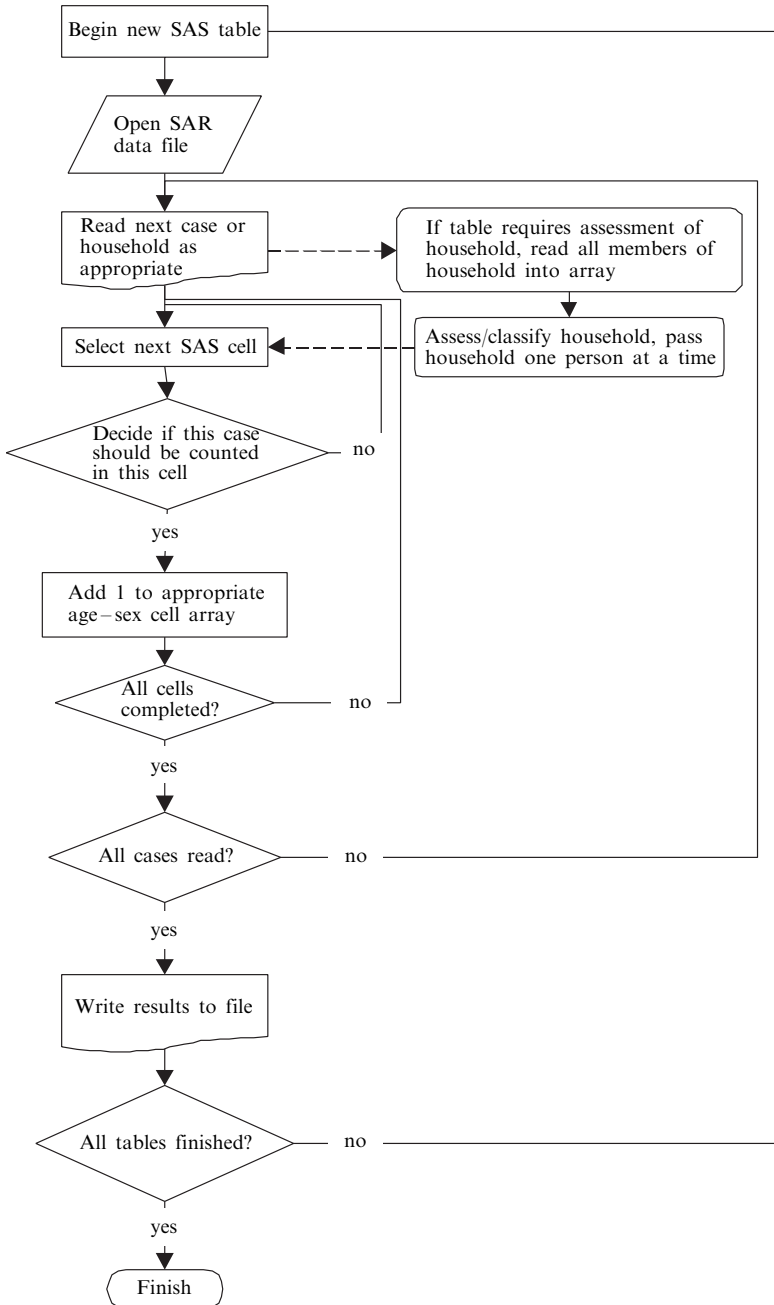 Begin new SAS table
Open SAR
data file
Read next case or
household as
appropriate
If table requires assessment of
household, read all members of
household into array
Assess/classify household, pass
household one person at a time
Select next SAS cell
Decide if this case
should be counted
in this cell
no
yes
Add 1 to appropriate
age–sex cell array
All cells
completed?
no
yes
All cases read?
no
yes
Write results to file
All tables finished?
no
yes
Finish